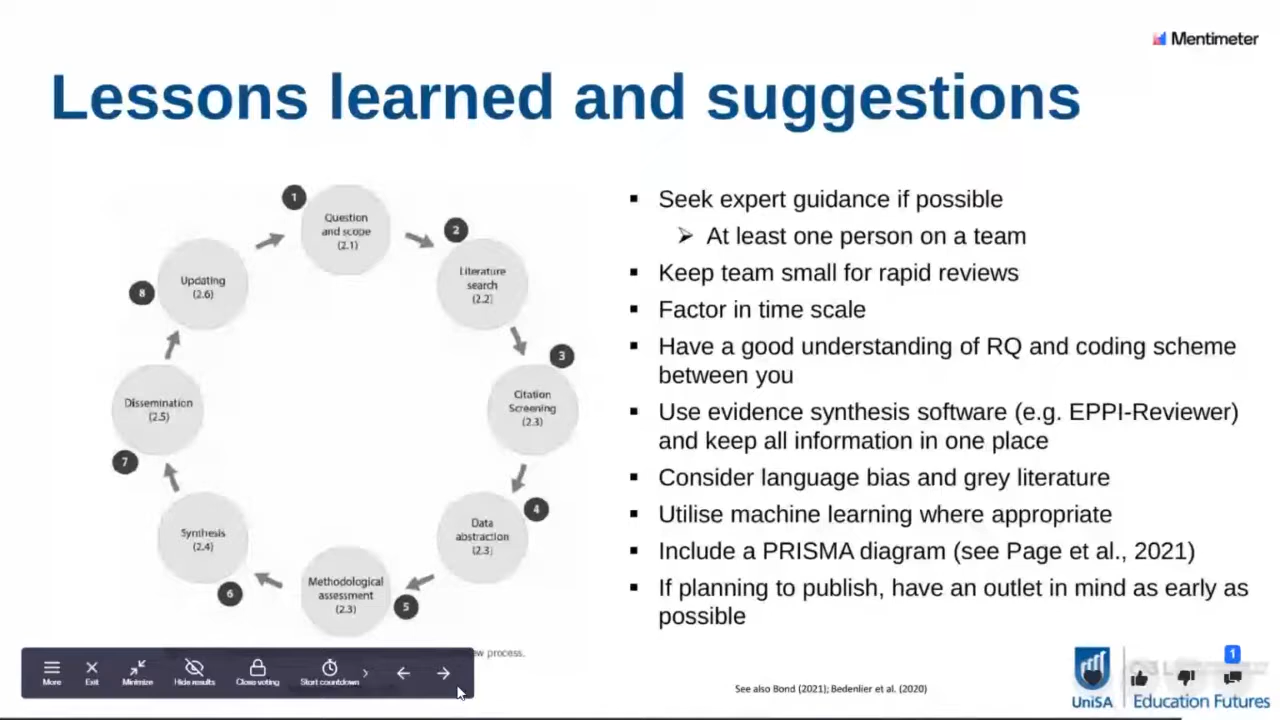 Mentimeter
Lessons learned and suggestions
1
Question
and scope
(2.1)
2
Literature
search
(2.2)
3
Citation
Screening
(2.3)
4
Data
abstraction
(2.3)
5
Methodological
assessment
(2.3)
6
Synthesis
(2.4)
7
Dissemination
(2.5)
8
Updating
(2.6)
process.
▪ Seek expert guidance if possible
➢ At least one person on a team
▪ Keep team small for rapid reviews
▪ Factor in time scale
▪ Have a good understanding of RQ and coding scheme
between you
▪ Use evidence synthesis software (e.g. EPPI-Reviewer)
and keep all information in one place
▪ Consider language bias and grey literature
▪ Utilise machine learning where appropriate
▪ Include a PRISMA diagram (see Page et al., 2021)
▪ If planning to publish, have an outlet in mind as early as
possible
More Exit Minimize Hide results Close voting Start countdown
See also Bond (2021); Bedenlier et al. (2020)
1
UniSA
Education Futures